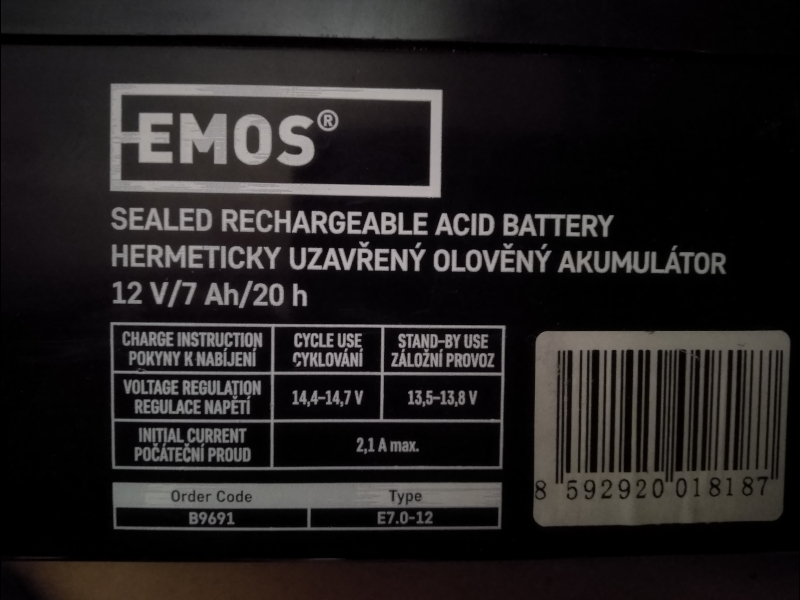 EMOS®
SEALED RECHARGEABLE ACID BATTERY
HERMETICKY UZAVŘENÝ OLOVĚNÝ AKUMULÁTOR
12 V/7 Ah/20 h
CHARGE INSTRUCTION
POKYNY K NABÍJENÍ
CYCLE USE
CYKLOVÁNÍ
STAND-BY USE
ZÁLOŽNÍ PROVOZ
VOLTAGE REGULATION
REGULACE NAPĚTÍ
14,4–14,7 V
13,5–13,8 V
INITIAL CURRENT
POČÁTEČNÍ PROUD
2,1 A max.
Order Code
Type
B9691
E7.0-12
8 592920 018187